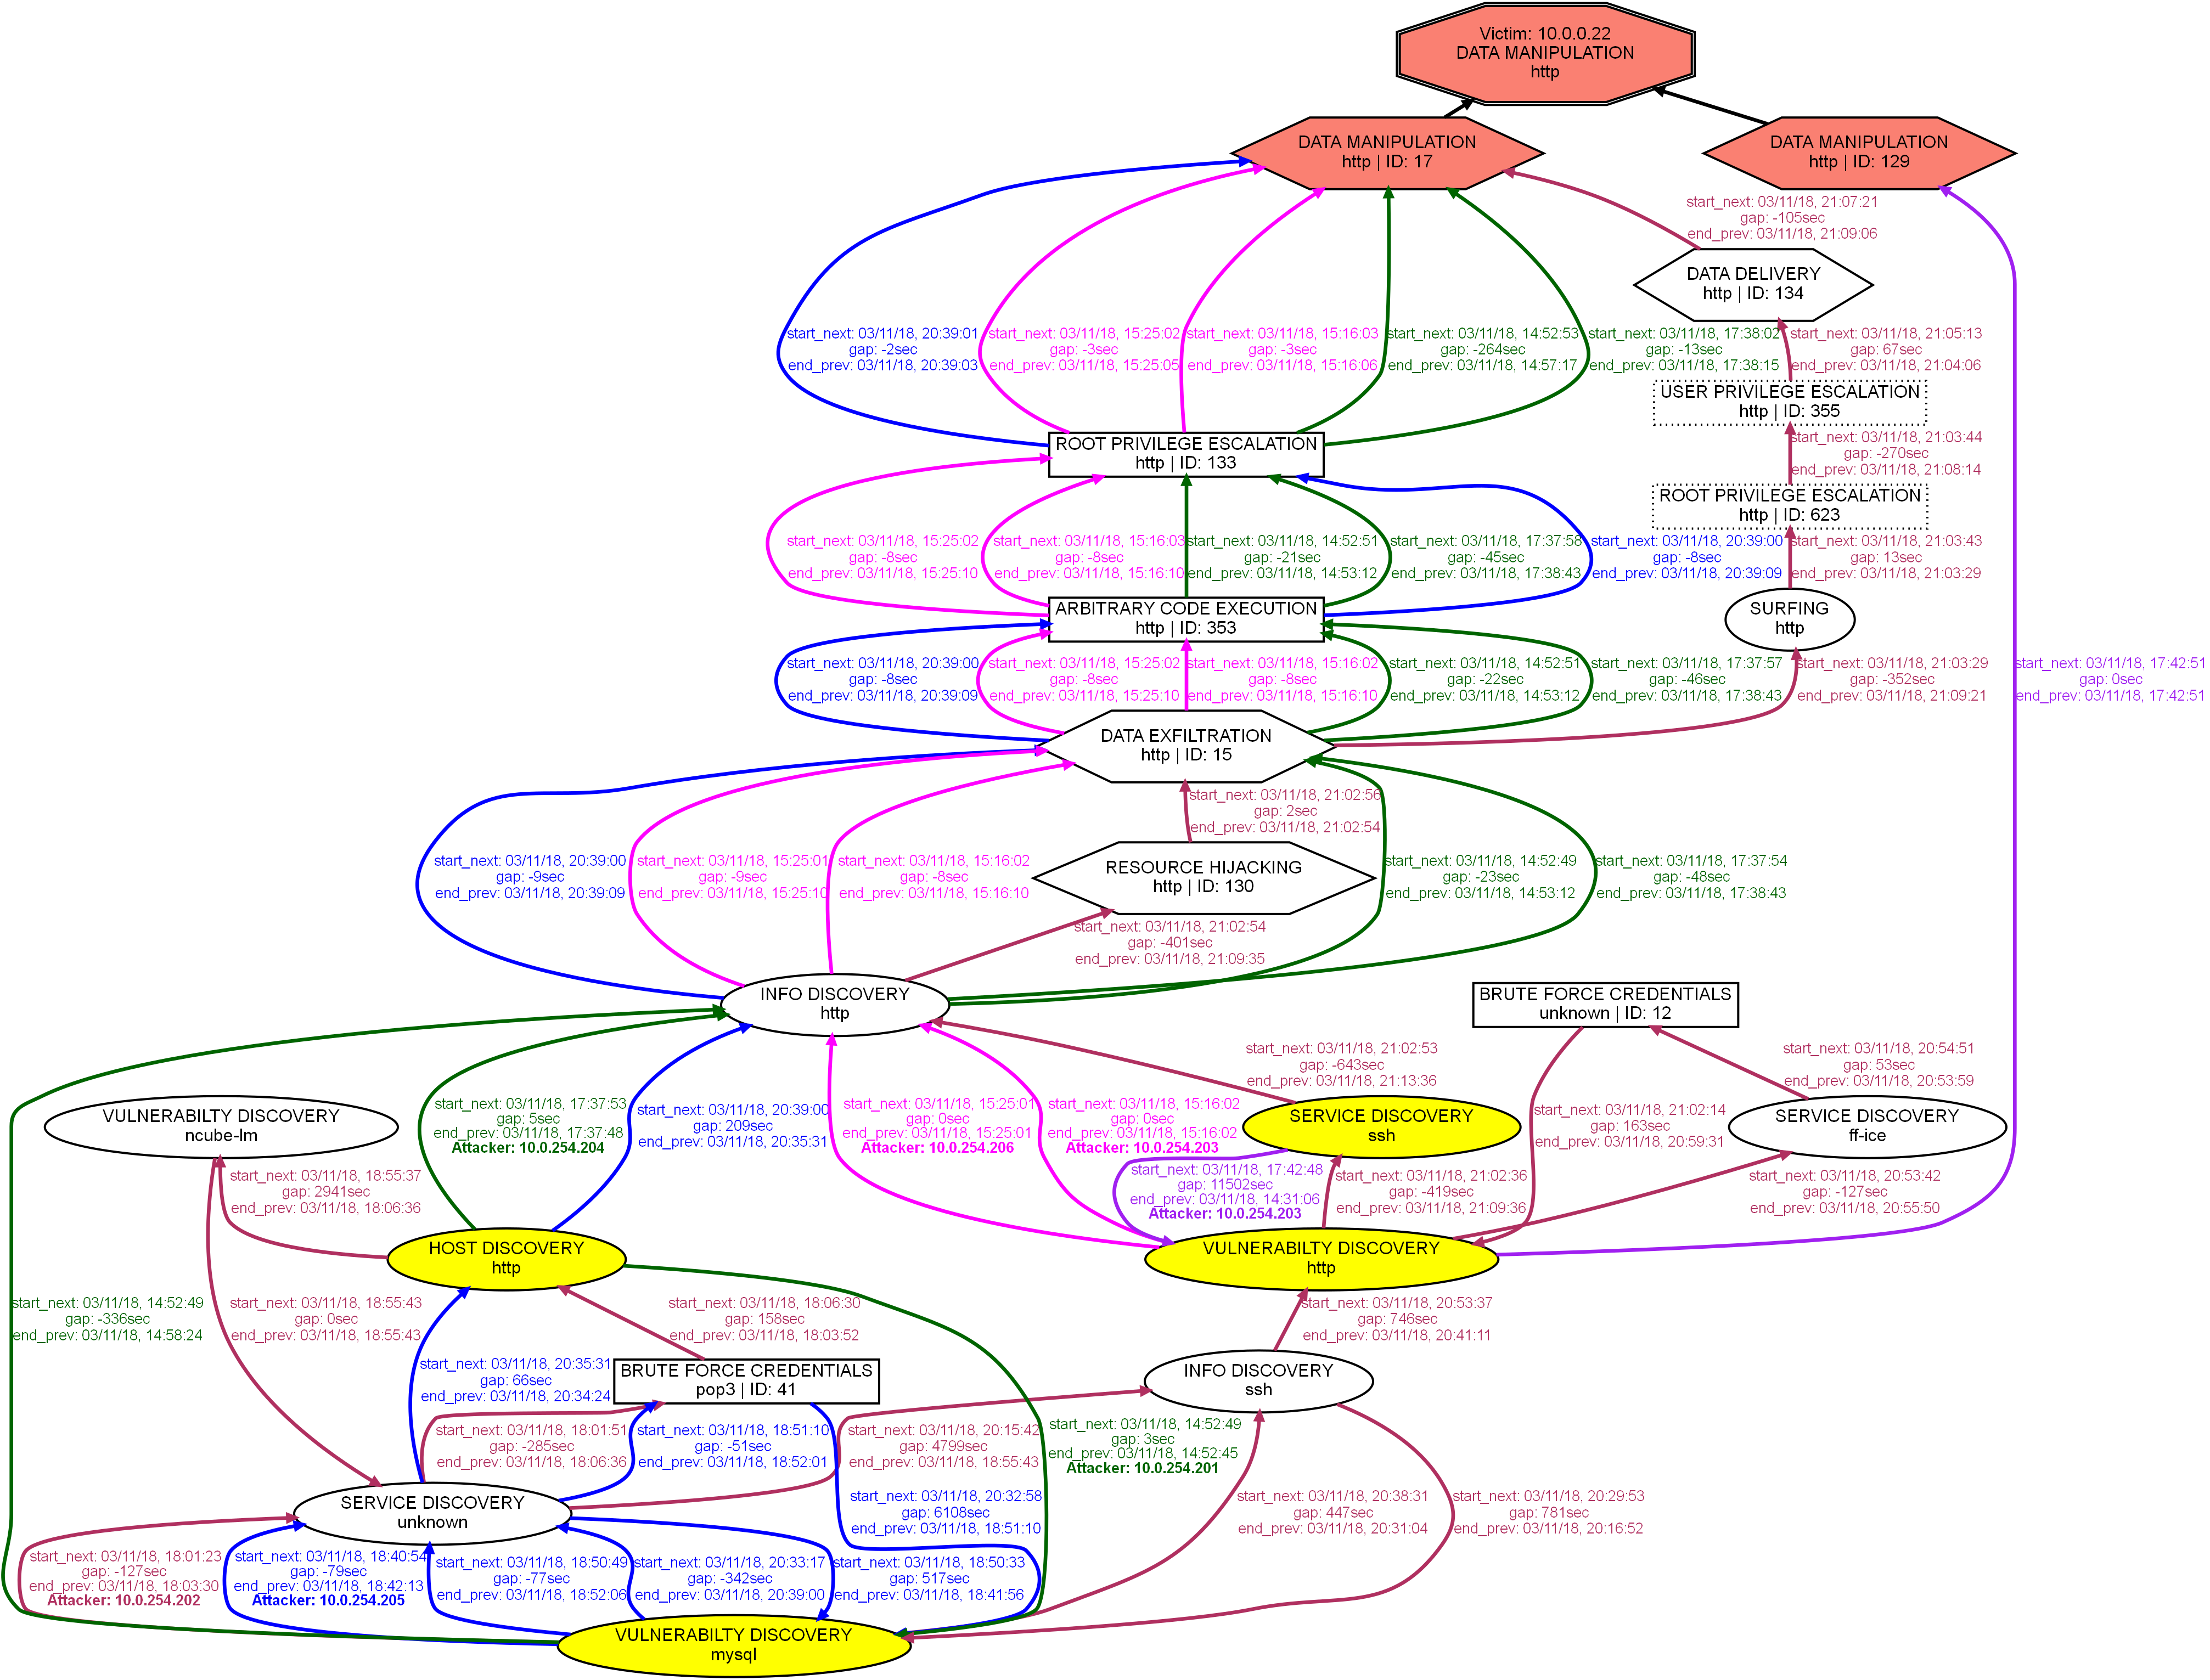 Victim: 10.0.0.22
DATA MANIPULATION
http
DATA MANIPULATION
http | ID: 17
DATA MANIPULATION
http | ID: 129
start_next: 03/11/18, 21:07:21
gap: -105sec
end_prev: 03/11/18, 21:09:06
DATA DELIVERY
http | ID: 134
start_next: 03/11/18, 20:39:01
gap: -2sec
end_prev: 03/11/18, 20:39:03
start_next: 03/11/18, 15:25:02
gap: -3sec
end_prev: 03/11/18, 15:25:05
start_next: 03/11/18, 15:16:03
gap: -3sec
end_prev: 03/11/18, 15:16:06
start_next: 03/11/18, 14:52:53
gap: -264sec
end_prev: 03/11/18, 14:57:17
start_next: 03/11/18, 17:38:02
gap: -13sec
end_prev: 03/11/18, 17:38:15
start_next: 03/11/18, 21:05:13
gap: 67sec
end_prev: 03/11/18, 21:04:06
USER PRIVILEGE ESCALATION
http | ID: 355
ROOT PRIVILEGE ESCALATION
http | ID: 133
start_next: 03/11/18, 21:03:44
gap: -270sec
end_prev: 03/11/18, 21:08:14
ROOT PRIVILEGE ESCALATION
http | ID: 623
start_next: 03/11/18, 15:25:02
gap: -8sec
end_prev: 03/11/18, 15:25:10
start_next: 03/11/18, 15:16:03
gap: -8sec
end_prev: 03/11/18, 15:16:10
start_next: 03/11/18, 14:52:51
gap: -21sec
end_prev: 03/11/18, 14:53:12
start_next: 03/11/18, 17:37:58
gap: -45sec
end_prev: 03/11/18, 17:38:43
start_next: 03/11/18, 20:39:00
gap: -8sec
end_prev: 03/11/18, 20:39:09
start_next: 03/11/18, 21:03:43
gap: 13sec
end_prev: 03/11/18, 21:03:29
ARBITRARY CODE EXECUTION
http | ID: 353
SURFING
http
start_next: 03/11/18, 20:39:00
gap: -8sec
end_prev: 03/11/18, 20:39:09
start_next: 03/11/18, 15:25:02
gap: -8sec
end_prev: 03/11/18, 15:25:10
start_next: 03/11/18, 15:16:02
gap: -8sec
end_prev: 03/11/18, 15:16:10
start_next: 03/11/18, 14:52:51
gap: -22sec
end_prev: 03/11/18, 14:53:12
start_next: 03/11/18, 17:37:57
gap: -46sec
end_prev: 03/11/18, 17:38:43
start_next: 03/11/18, 21:03:29
gap: -352sec
end_prev: 03/11/18, 21:09:21
start_next: 03/11/18, 17:42:51
gap: 0sec
end_prev: 03/11/18, 17:42:51
DATA EXFILTRATION
http | ID: 15
start_next: 03/11/18, 21:02:56
gap: 2sec
end_prev: 03/11/18, 21:02:54
start_next: 03/11/18, 20:39:00
gap: -9sec
end_prev: 03/11/18, 20:39:09
start_next: 03/11/18, 15:25:01
gap: -9sec
end_prev: 03/11/18, 15:25:10
start_next: 03/11/18, 15:16:02
gap: -8sec
end_prev: 03/11/18, 15:16:10
RESOURCE HIJACKING
http | ID: 130
start_next: 03/11/18, 14:52:49
gap: -23sec
end_prev: 03/11/18, 14:53:12
start_next: 03/11/18, 17:37:54
gap: -48sec
end_prev: 03/11/18, 17:38:43
start_next: 03/11/18, 21:02:54
gap: -401sec
end_prev: 03/11/18, 21:09:35
INFO DISCOVERY
http
BRUTE FORCE CREDENTIALS
unknown | ID: 12
start_next: 03/11/18, 21:02:53
gap: -643sec
end_prev: 03/11/18, 21:13:36
start_next: 03/11/18, 20:54:51
gap: 53sec
end_prev: 03/11/18, 20:53:59
VULNERABILTY DISCOVERY
ncube-lm
start_next: 03/11/18, 17:37:53
gap: 5sec
end_prev: 03/11/18, 17:37:48
Attacker: 10.0.254.204
start_next: 03/11/18, 20:39:00
gap: 209sec
end_prev: 03/11/18, 20:35:31
start_next: 03/11/18, 15:25:01
gap: 0sec
end_prev: 03/11/18, 15:25:01
Attacker: 10.0.254.206
start_next: 03/11/18, 15:16:02
gap: 0sec
end_prev: 03/11/18, 15:16:02
Attacker: 10.0.254.203
SERVICE DISCOVERY
ssh
start_next: 03/11/18, 21:02:14
gap: 163sec
end_prev: 03/11/18, 20:59:31
SERVICE DISCOVERY
ff-ice
start_next: 03/11/18, 18:55:37
gap: 2941sec
end_prev: 03/11/18, 18:06:36
start_next: 03/11/18, 17:42:48
gap: 11502sec
end_prev: 03/11/18, 14:31:06
Attacker: 10.0.254.203
start_next: 03/11/18, 21:02:36
gap: -419sec
end_prev: 03/11/18, 21:09:36
start_next: 03/11/18, 20:53:42
gap: -127sec
end_prev: 03/11/18, 20:55:50
HOST DISCOVERY
http
VULNERABILTY DISCOVERY
http
start_next: 03/11/18, 14:52:49
gap: -336sec
end_prev: 03/11/18, 14:58:24
start_next: 03/11/18, 18:55:43
gap: 0sec
end_prev: 03/11/18, 18:55:43
start_next: 03/11/18, 18:06:30
gap: 158sec
end_prev: 03/11/18, 18:03:52
start_next: 03/11/18, 20:53:37
gap: 746sec
end_prev: 03/11/18, 20:41:11
start_next: 03/11/18, 20:35:31
gap: 66sec
end_prev: 03/11/18, 20:34:24
BRUTE FORCE CREDENTIALS
pop3 | ID: 41
INFO DISCOVERY
ssh
start_next: 03/11/18, 18:01:51
gap: -285sec
end_prev: 03/11/18, 18:06:36
start_next: 03/11/18, 18:51:10
gap: -51sec
end_prev: 03/11/18, 18:52:01
start_next: 03/11/18, 20:15:42
gap: 4799sec
end_prev: 03/11/18, 18:55:43
start_next: 03/11/18, 14:52:49
gap: 3sec
end_prev: 03/11/18, 14:52:45
Attacker: 10.0.254.201
SERVICE DISCOVERY
unknown
start_next: 03/11/18, 20:32:58
gap: 6108sec
end_prev: 03/11/18, 18:51:10
start_next: 03/11/18, 20:38:31
gap: 447sec
end_prev: 03/11/18, 20:31:04
start_next: 03/11/18, 20:29:53
gap: 781sec
end_prev: 03/11/18, 20:16:52
start_next: 03/11/18, 18:01:23
gap: -127sec
end_prev: 03/11/18, 18:03:30
Attacker: 10.0.254.202
start_next: 03/11/18, 18:40:54
gap: -79sec
end_prev: 03/11/18, 18:42:13
Attacker: 10.0.254.205
start_next: 03/11/18, 18:50:49
gap: -77sec
end_prev: 03/11/18, 18:52:06
start_next: 03/11/18, 20:33:17
gap: -342sec
end_prev: 03/11/18, 20:39:00
start_next: 03/11/18, 18:50:33
gap: 517sec
end_prev: 03/11/18, 18:41:56
VULNERABILTY DISCOVERY
mysql